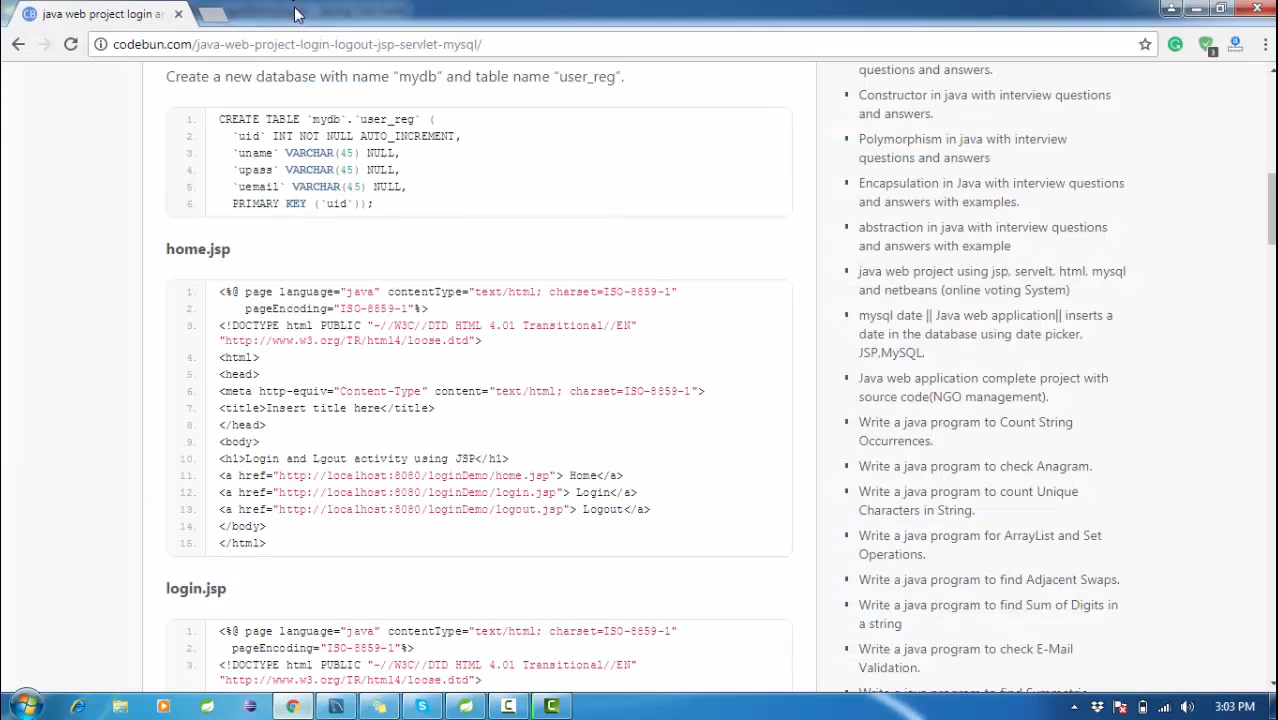 java web project login ar
codebun.com/java-web-project-login-logout-jsp-servlet-mysql/
Create a new database with name “mydb” and table name “user_reg”.
1. CREATE TABLE `mydb`.`user_reg` (
2. `uid` INT NOT NULL AUTO_INCREMENT,
3. `uname` VARCHAR(45) NULL,
4. `upass` VARCHAR(45) NULL,
5. `uemail` VARCHAR(45) NULL,
6. PRIMARY KEY (`uid`));
home.jsp
1. <%@ page language="java" contentType="text/html; charset=ISO-8859-1"
2. pageEncoding="ISO-8859-1"%>
3. <!DOCTYPE html PUBLIC "-//W3C//DTD HTML 4.01 Transitional//EN"
"http://www.w3.org/TR/html4/loose.dtd">
4. <html>
5. <head>
6. <meta http-equiv="Content-Type" content="text/html; charset=ISO-8859-1">
7. <title>Insert title here</title>
8. </head>
9. <body>
10. <h1>Login and Lgout activity using JSP</h1>
11. <a href="http://localhost:8080/loginDemo/home.jsp"> Home</a>
12. <a href="http://localhost:8080/loginDemo/login.jsp"> Login</a>
13. <a href="http://localhost:8080/loginDemo/logout.jsp"> Logout</a>
14. </body>
15. </html>
login.jsp
1. <%@ page language="java" contentType="text/html; charset=ISO-8859-1"
2. pageEncoding="ISO-8859-1"%>
3. <!DOCTYPE html PUBLIC "-//W3C//DTD HTML 4.01 Transitional//EN"
"http://www.w3.org/TR/html4/loose.dtd">
questions and answers.
Constructor in java with interview questions
and answers.
Polymorphism in java with interview
questions and answers
Encapsulation in Java with interview questions
and answers with examples.
abstraction in java with interview questions
and answers with example
java web project using jsp, servelt, html, mysql
and netbeans (online voting System)
mysql date || Java web application|| inserts a
date in the database using date picker,
JSP,MySQL.
Java web application complete project with
source code(NGO management).
Write a java program to Count String
Occurrences.
Write a java program to check Anagram.
Write a java program to count Unique
Characters in String.
Write a java program for ArrayList and Set
Operations.
Write a java program to find Adjacent Swaps.
Write a java program to find Sum of Digits in
a string
Write a java program to check E-Mail
Validation.
Write a java program to find Symmetric
3:03 PM